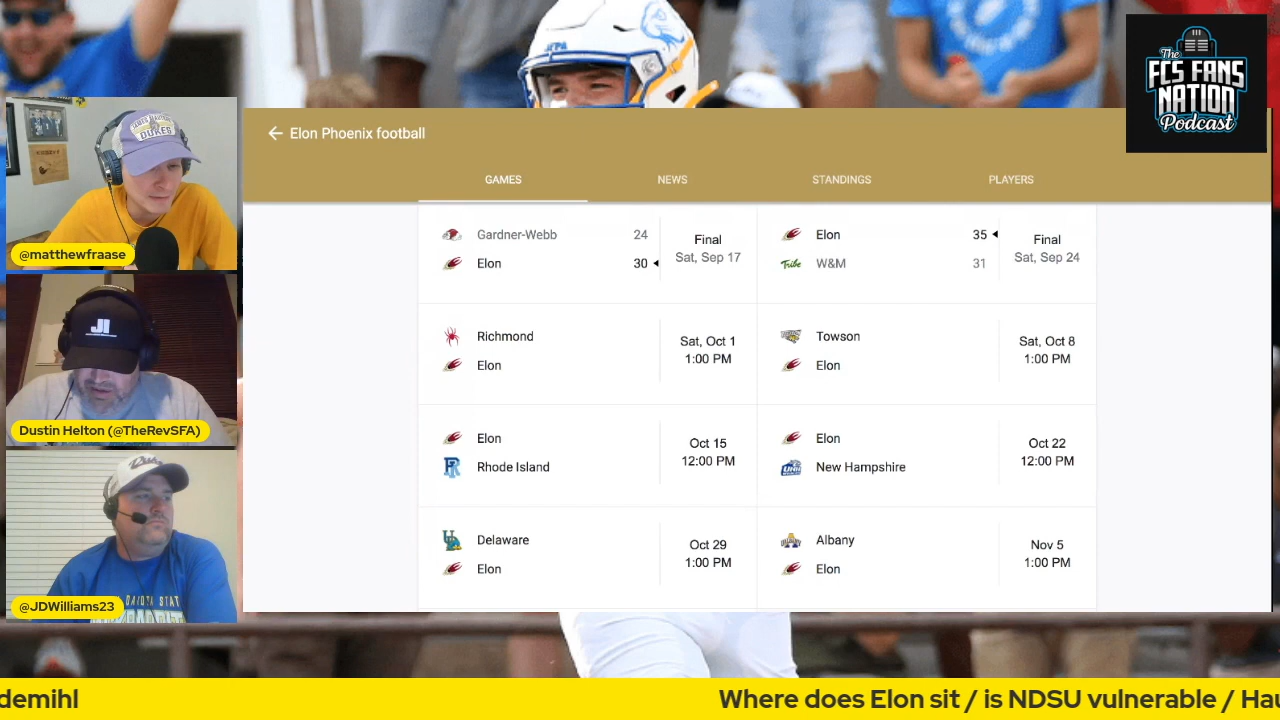 The
FCS FANS
NATION
Podcast
← Elon Phoenix football
GAMES NEWS STANDINGS PLAYERS
Gardner-Webb 24
Elon 30
Final
Sat, Sep 17
Elon 35
Tribe W&M 31
Final
Sat, Sep 24
Richmond
Elon
Sat, Oct 1
1:00 PM
Towson
Elon
Sat, Oct 8
1:00 PM
Elon
Rhode Island
Oct 15
12:00 PM
Elon
New Hampshire
Oct 22
12:00 PM
Delaware
Elon
Oct 29
1:00 PM
Albany
Elon
Nov 5
1:00 PM
DUKES
@matthewfraase
JI
Dustin Helton (@TheRevSFA)
@JDWilliams23
demihl Where does Elon sit / is NDSU vulnerable / Hau